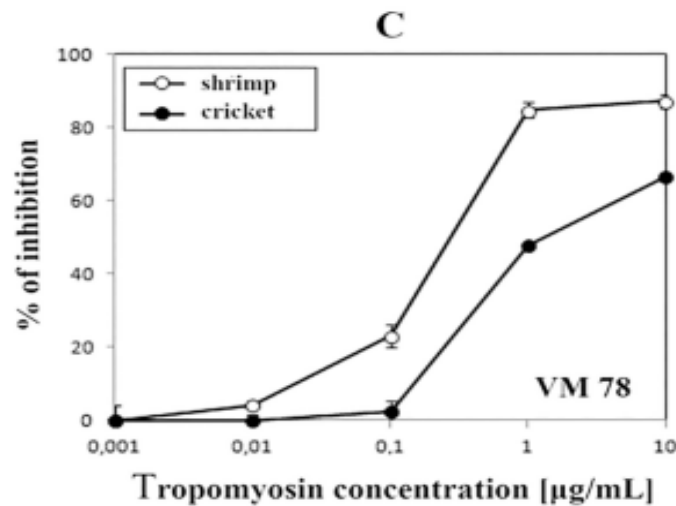 C
100
80
60
40
20
0
% of inhibition
shrimp
cricket
VM 78
0,001 0,01 0,1 1 10
Tropomyosin concentration [µg/mL]